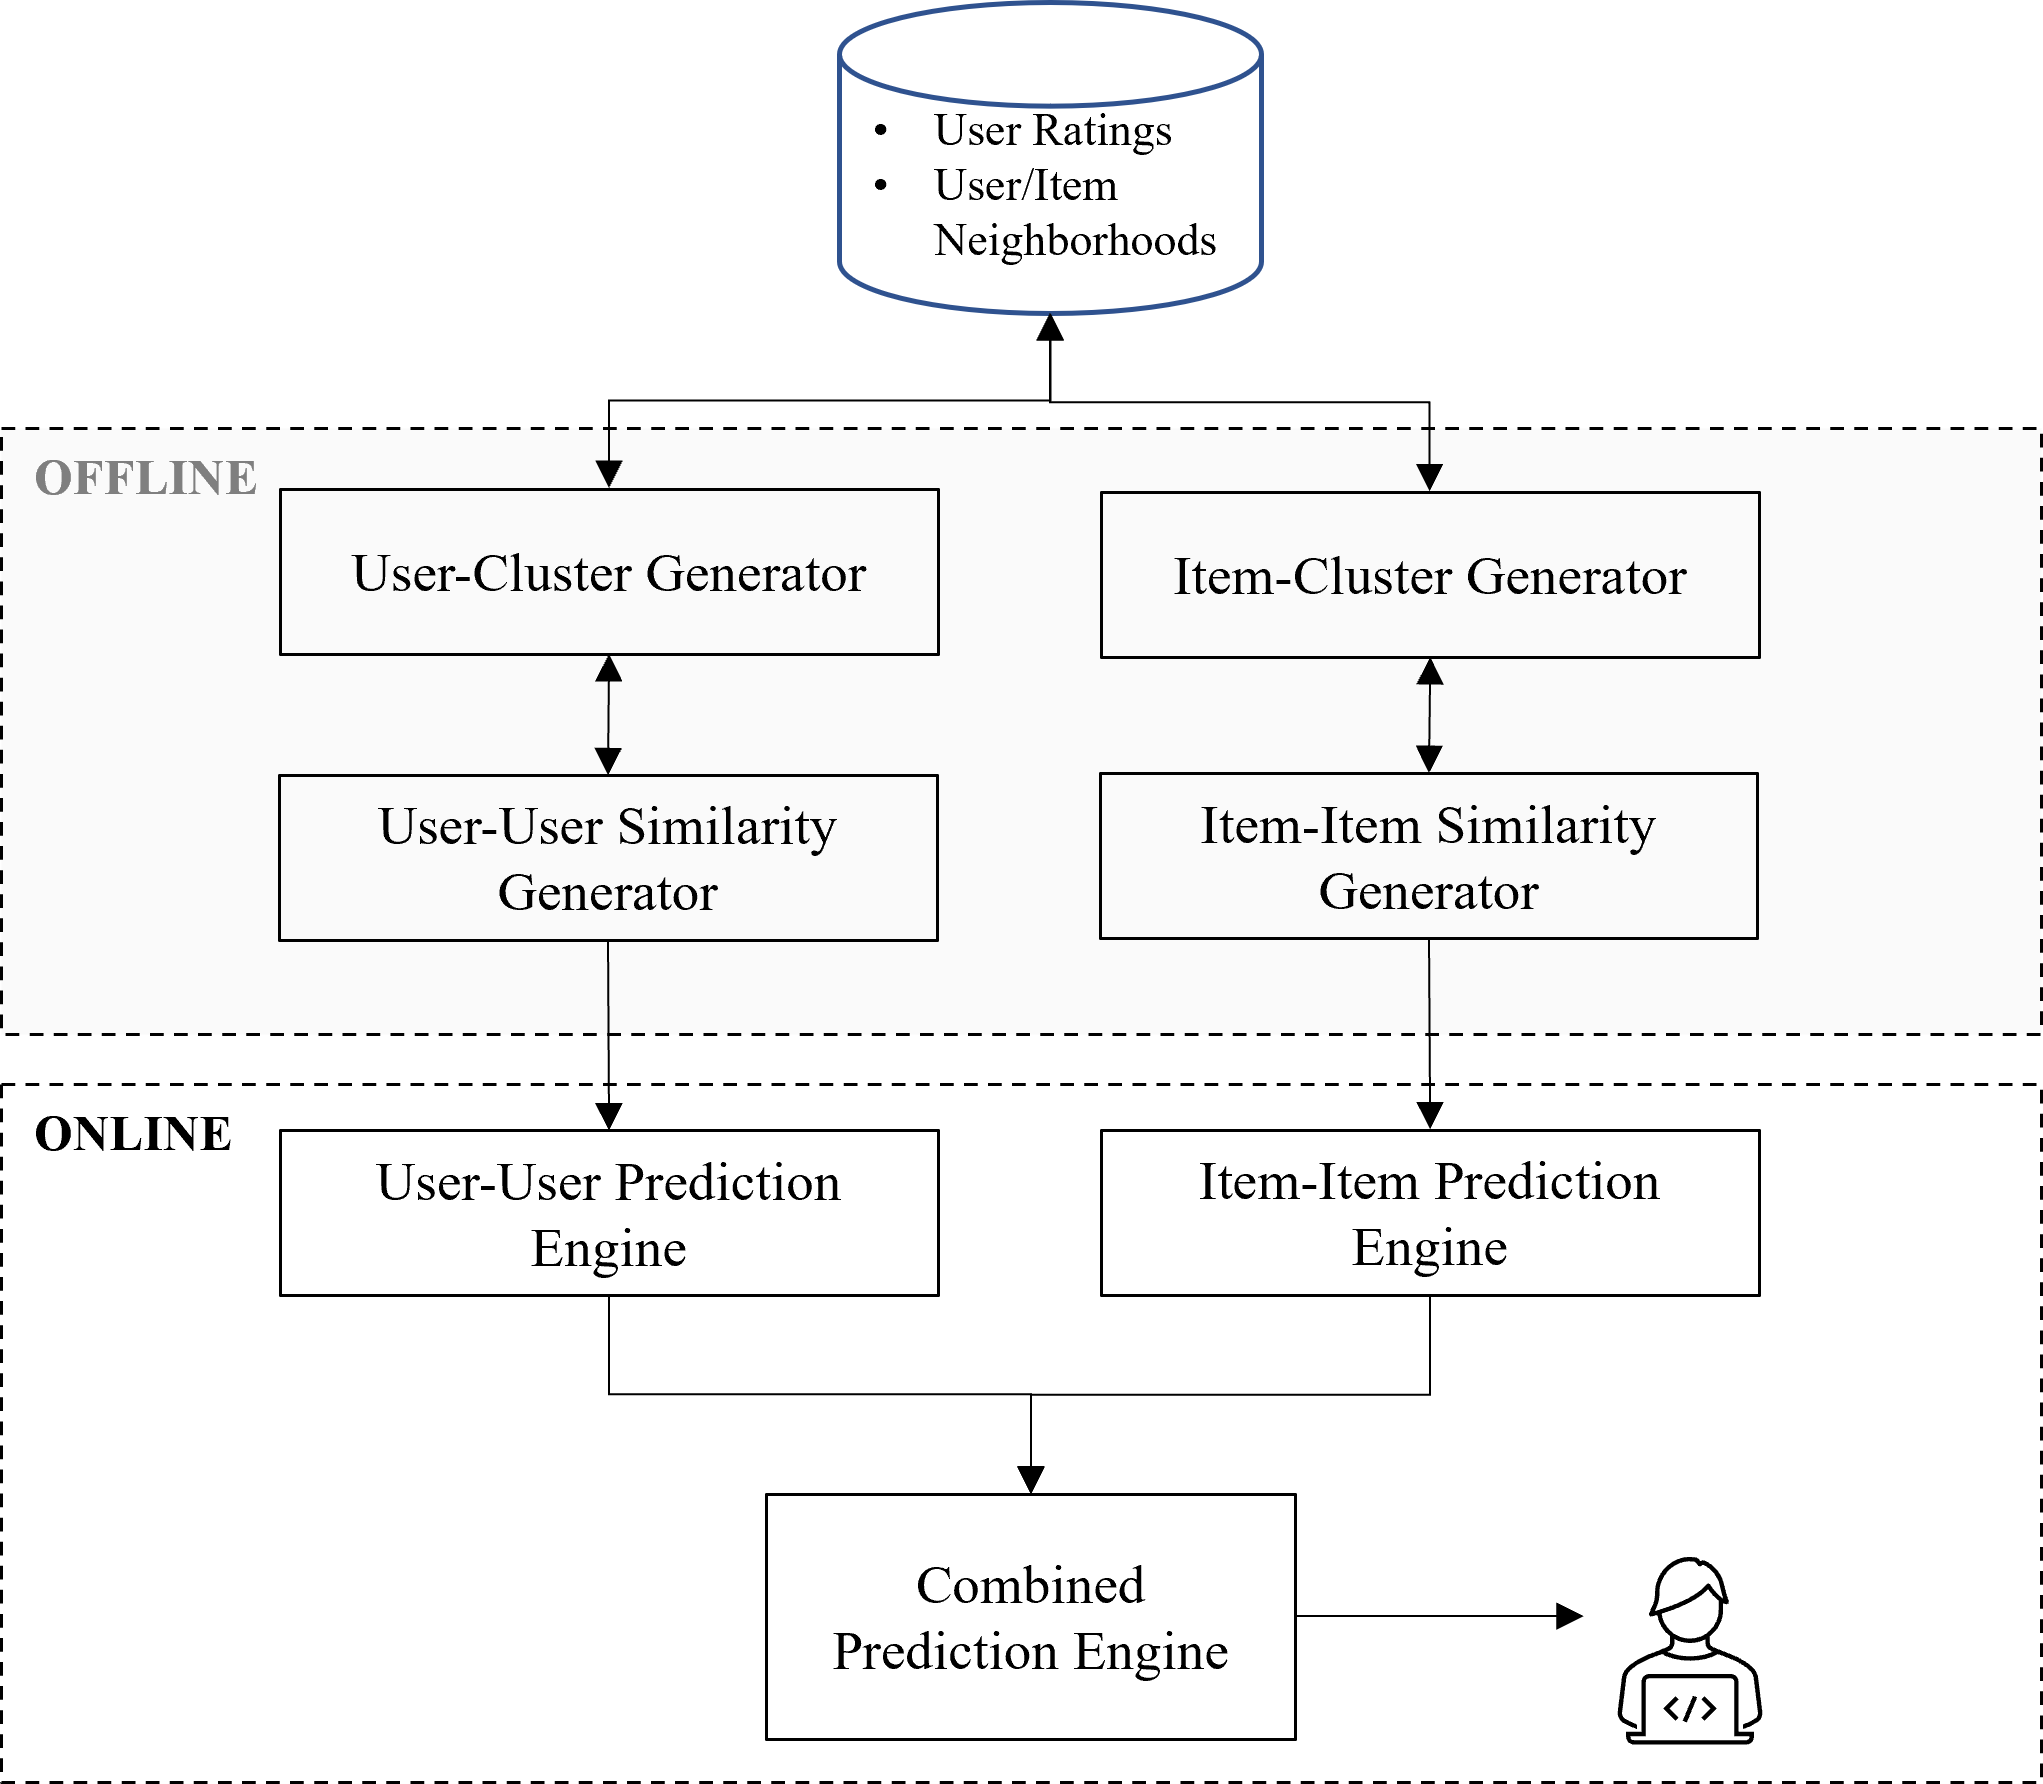 • User Ratings
• User/Item
Neighborhoods
OFFLINE
User-Cluster Generator
Item-Cluster Generator
User-User Similarity
Generator
Item-Item Similarity
Generator
ONLINE
User-User Prediction
Engine
Item-Item Prediction
Engine
Combined
Prediction Engine
</>